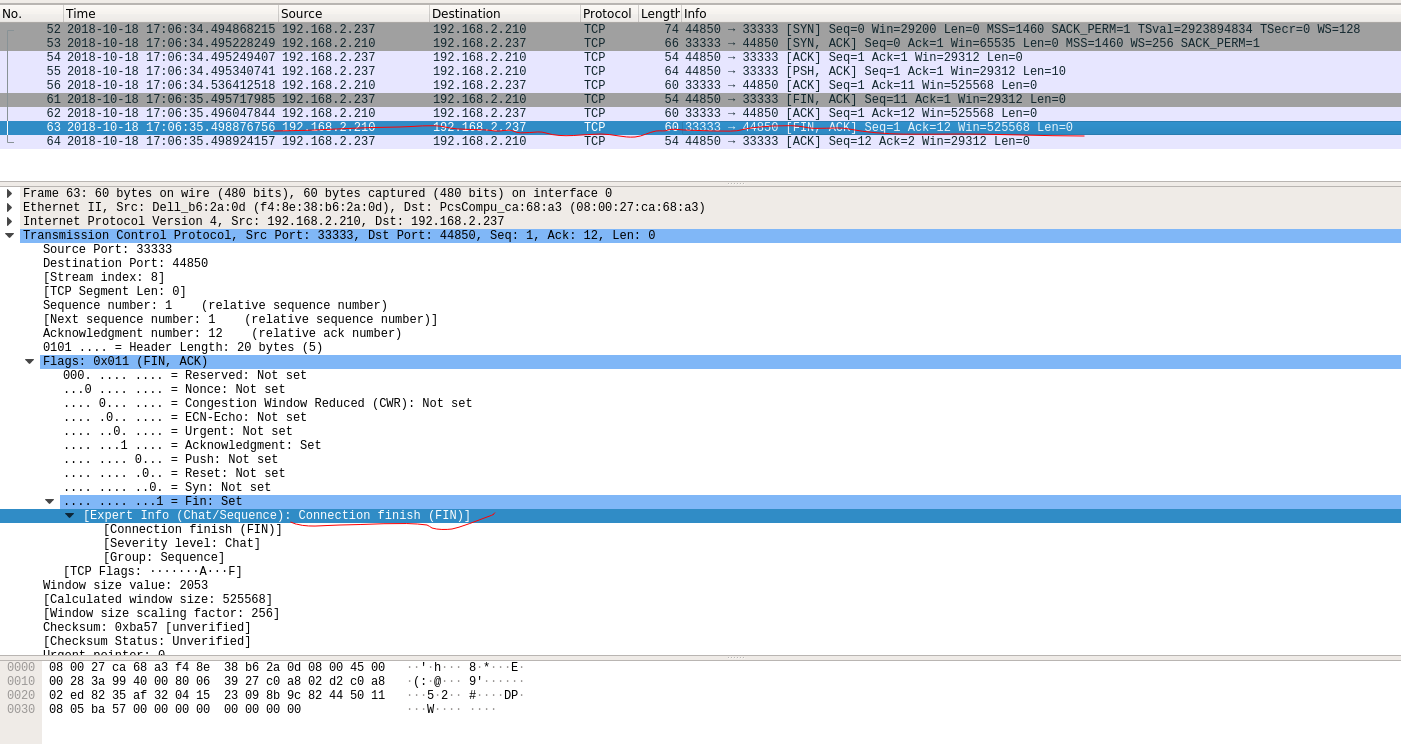 No. Time Source Destination Protocol Length Info
52 2018-10-18 17:06:34.494868215 192.168.2.237 192.168.2.210 TCP 74 44850 → 33333 [SYN] Seq=0 Win=29200 Len=0 MSS=1460 SACK_PERM=1 TSval=2923894834 TSecr=0 WS=128
53 2018-10-18 17:06:34.495228249 192.168.2.210 192.168.2.237 TCP 66 33333 → 44850 [SYN, ACK] Seq=0 Ack=1 Win=65535 Len=0 MSS=1460 WS=256 SACK_PERM=1
54 2018-10-18 17:06:34.495249407 192.168.2.237 192.168.2.210 TCP 54 44850 → 33333 [ACK] Seq=1 Ack=1 Win=29312 Len=0
55 2018-10-18 17:06:34.495340741 192.168.2.237 192.168.2.210 TCP 64 44850 → 33333 [PSH, ACK] Seq=1 Ack=1 Win=29312 Len=10
56 2018-10-18 17:06:34.536412518 192.168.2.210 192.168.2.237 TCP 60 33333 → 44850 [ACK] Seq=1 Ack=11 Win=525568 Len=0
61 2018-10-18 17:06:35.495717985 192.168.2.237 192.168.2.210 TCP 54 44850 → 33333 [FIN, ACK] Seq=11 Ack=1 Win=29312 Len=0
62 2018-10-18 17:06:35.496047844 192.168.2.210 192.168.2.237 TCP 60 33333 → 44850 [ACK] Seq=1 Ack=12 Win=525568 Len=0
63 2018-10-18 17:06:35.498876756 192.168.2.210 192.168.2.237 TCP 60 33333 → 44850 [FIN, ACK] Seq=1 Ack=12 Win=525568 Len=0
64 2018-10-18 17:06:35.498924157 192.168.2.237 192.168.2.210 TCP 54 44850 → 33333 [ACK] Seq=12 Ack=2 Win=29312 Len=0
Frame 63: 60 bytes on wire (480 bits), 60 bytes captured (480 bits) on interface 0
Ethernet II, Src: Dell_b6:2a:0d (f4:8e:38:b6:2a:0d), Dst: PcsCompu_ca:68:a3 (08:00:27:ca:68:a3)
Internet Protocol Version 4, Src: 192.168.2.210, Dst: 192.168.2.237
Transmission Control Protocol, Src Port: 33333, Dst Port: 44850, Seq: 1, Ack: 12, Len: 0
Source Port: 33333
Destination Port: 44850
[Stream index: 8]
[TCP Segment Len: 0]
Sequence number: 1    (relative sequence number)
[Next sequence number: 1    (relative sequence number)]
Acknowledgment number: 12    (relative ack number)
0101 .... = Header Length: 20 bytes (5)
Flags: 0x011 (FIN, ACK)
000. .... .... = Reserved: Not set
...0 .... .... = Nonce: Not set
.... 0... .... = Congestion Window Reduced (CWR): Not set
.... .0.. .... = ECN-Echo: Not set
.... ..0. .... = Urgent: Not set
.... ...1 .... = Acknowledgment: Set
.... .... 0... = Push: Not set
.... .... .0.. = Reset: Not set
.... .... ..0. = Syn: Not set
.... .... ...1 = Fin: Set
[Expert Info (Chat/Sequence): Connection finish (FIN)]
[Connection finish (FIN)]
[Severity level: Chat]
[Group: Sequence]
[TCP Flags: ·······A···F]
Window size value: 2053
[Calculated window size: 525568]
[Window size scaling factor: 256]
Checksum: 0xba57 [unverified]
[Checksum Status: Unverified]
Urgent pointer: 0
0000 08 00 27 ca 68 a3 f4 8e 38 b6 2a 0d 08 00 45 00 ··'·h··· 8·*···E·
0010 00 28 3a 99 40 00 80 06 39 27 c0 a8 02 d2 c0 a8 ·(:·@··· 9'······
0020 02 ed 82 35 af 32 04 15 23 09 8b 9c 82 44 50 11 ···5·2·· #····DP·
0030 08 05 ba 57 00 00 00 00 00 00 00 00 ···W···· ····